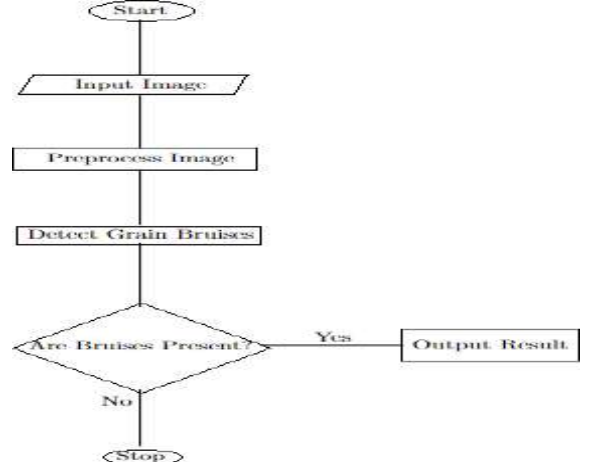 Start
Input Image
Preprocess Image
Detect Grain Bruises
Are Bruises Present?
Yes
Output Result
No
Stop